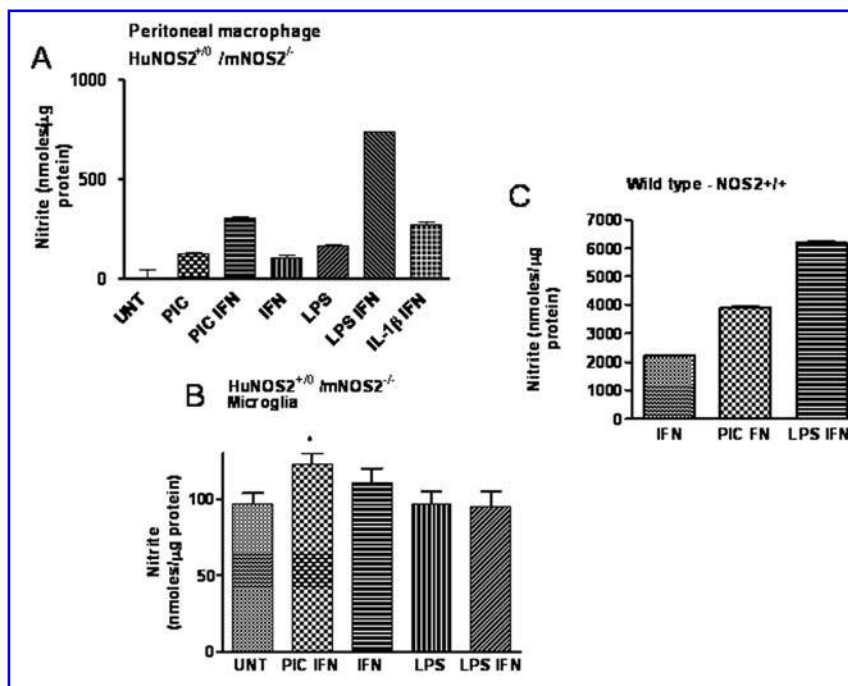 A
Peritoneal macrophage
HuNOS2+/0 /mNOS2-/-
Nitrite (nmoles/µg
protein)
1000
500
0
UNT
PIC
PIC IFN
IFN
LPS
LPS IFN
IL-1β IFN
C
Wild type - NOS2+/+
Nitrite (nmoles/µg
protein)
7000
6000
5000
4000
3000
2000
1000
0
IFN
PIC FN
LPS IFN
B
HuNOS2+/0 /mNOS2-/-
Microglia
Nitrite
(nmoles/µg protein)
100
50
0
*
UNT
PIC IFN
IFN
LPS
LPS IFN